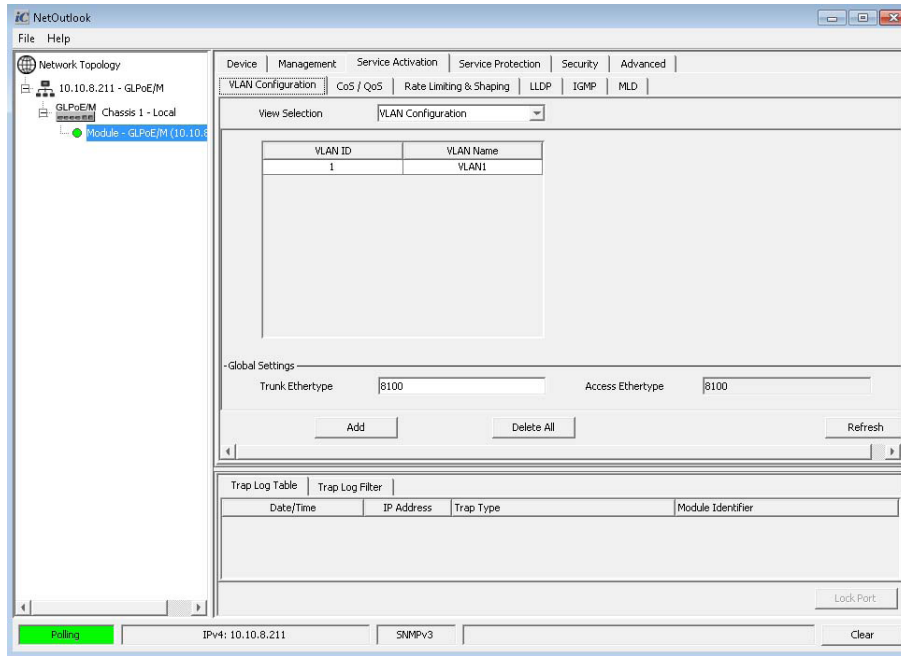 iC NetOutlook
File Help
Network Topology
10.10.8.211 - GLPoE/M
GLPoE/M Chassis 1 - Local
Module - GLPoE/M (10.10.8
Device Management Service Activation Service Protection Security Advanced
VLAN Configuration CoS / QoS Rate Limiting & Shaping LLDP IGMP MLD
View Selection VLAN Configuration
VLAN ID VLAN Name
1 VLAN1
Global Settings
Trunk Ethertype 8100 Access Ethertype 8100
Add Delete All Refresh
Trap Log Table Trap Log Filter
Date/Time IP Address Trap Type Module Identifier
Lock Port
Polling IPv4: 10.10.8.211 SNMPv3 Clear